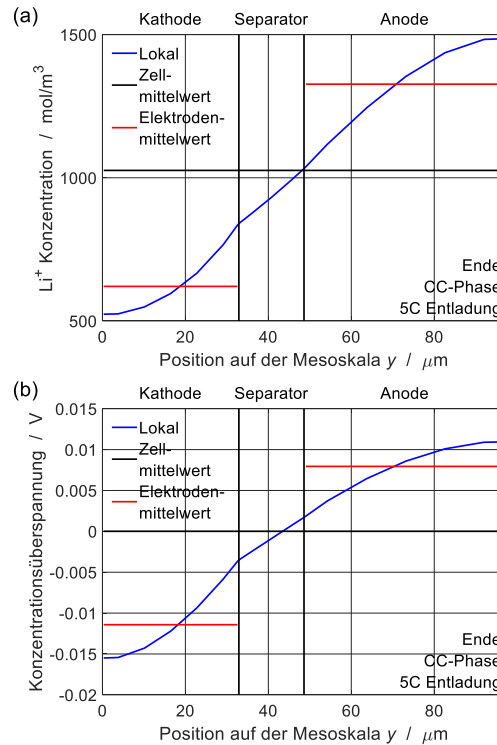 (a)
Kathode Separator Anode
1500
1000
500
Li+ Konzentration / mol/m3
Lokal
Zell-
mittelwert
Elektroden-
mittelwert
Ende
CC-Phase
5C Entladung
0 20 40 60 80
Position auf der Mesoskala y / μm
(b)
Kathode Separator Anode
0.015
0.01
0.005
0
-0.005
-0.01
-0.015
-0.02
Konzentrationsüberspannung / V
Lokal
Zell-
mittelwert
Elektroden-
mittelwert
Ende
CC-Phase
5C Entladung
0 20 40 60 80
Position auf der Mesoskala y / μm